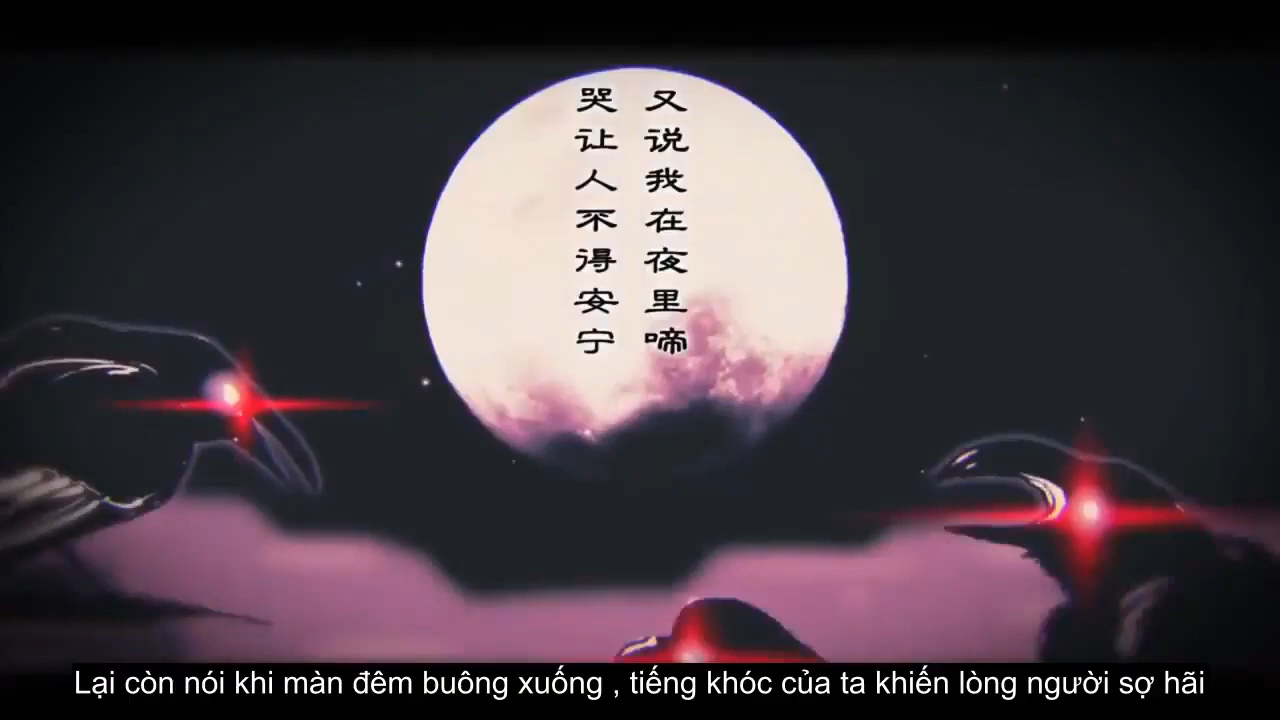 又说我在夜里啼
哭让人不得安宁
Lại còn nói khi màn đêm buông xuống , tiếng khóc của ta khiến lòng người sợ hãi